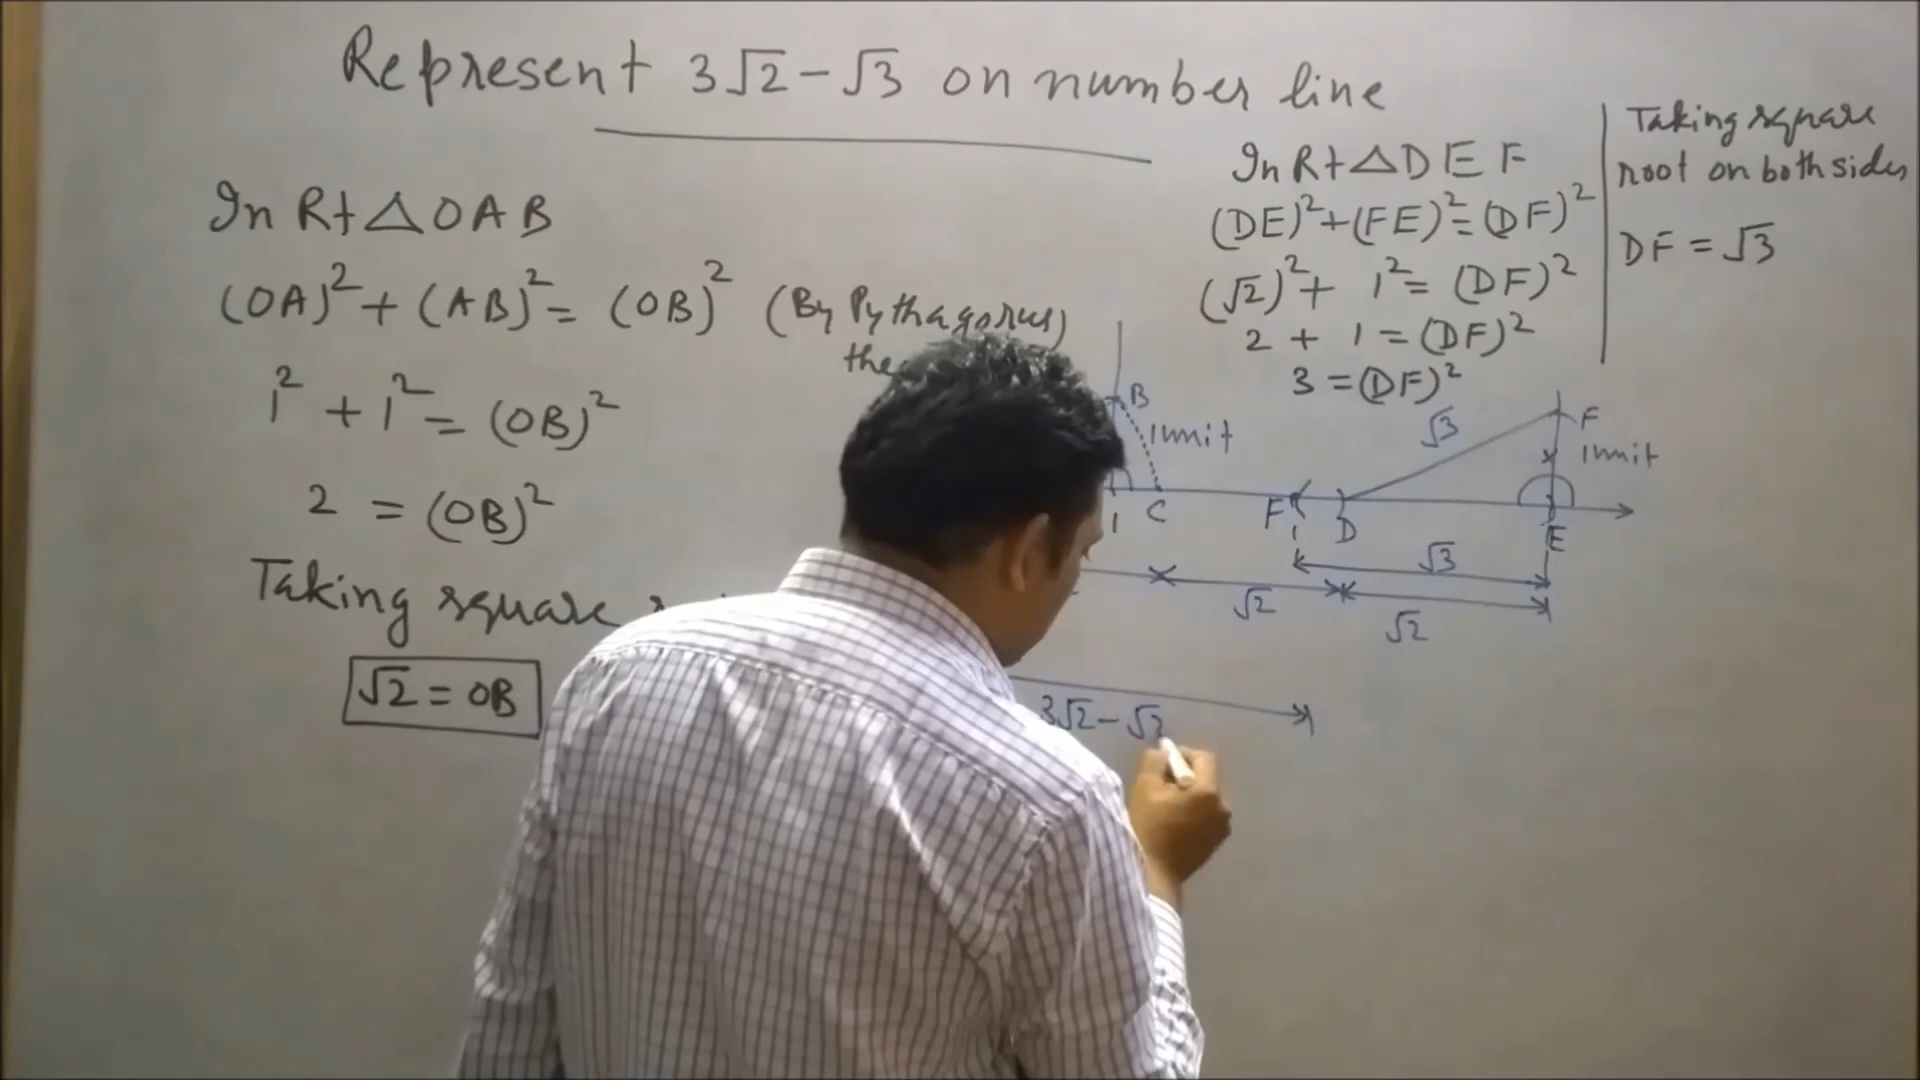 Represent 3√2-√3 on number line
In Rt △OAB
(OA)²+(AB)²=(OB)² (By Pythagorus)
the
1²+1²=(OB)²
2=(OB)²
Taking square
√2=OB
In Rt △DEF
(DE)²+(FE)²=(DF)²
(√2)²+1²=(DF)²
2+1=(DF)²
3=(DF)²
Taking square
root on both sides
DF=√3
B
1 unit
√3
F
1 unit
1
C
F
D
E
√3
√2
√2
3√2-√3